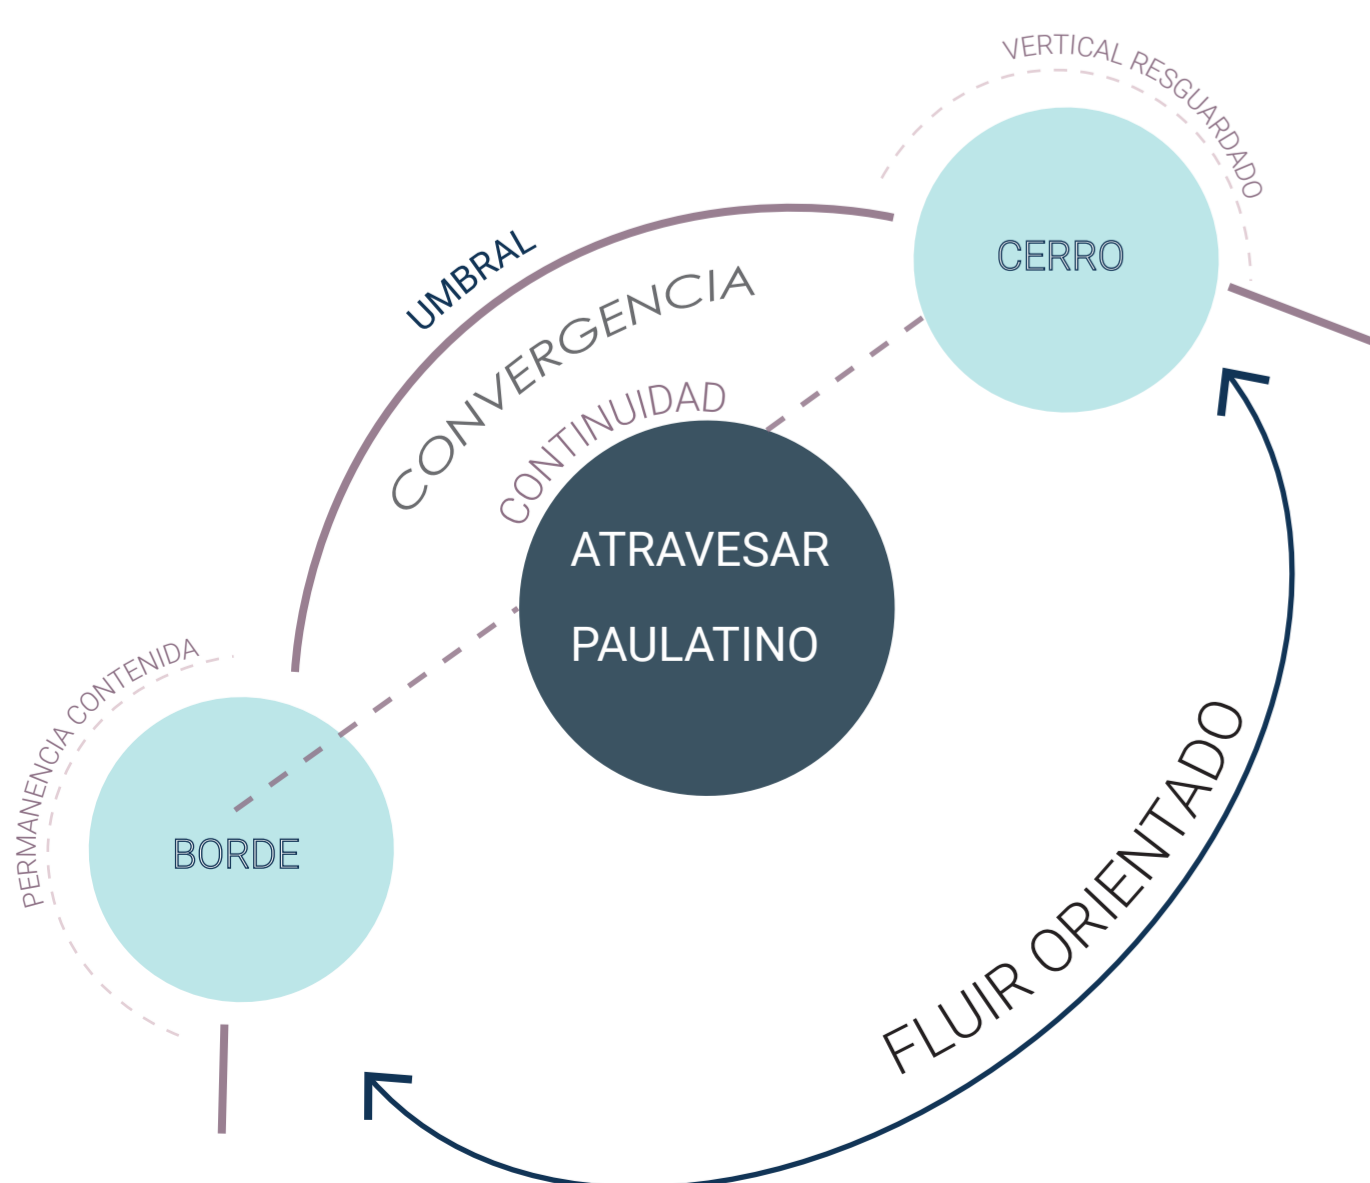 VERTICAL RESGUARDADO
CERRO
UMBRAL
CONVERGENCIA
CONTINUIDAD
ATRAVESAR
PAULATINO
PERMANENCIA CONTENIDA
BORDE
FLUIR ORIENTADO